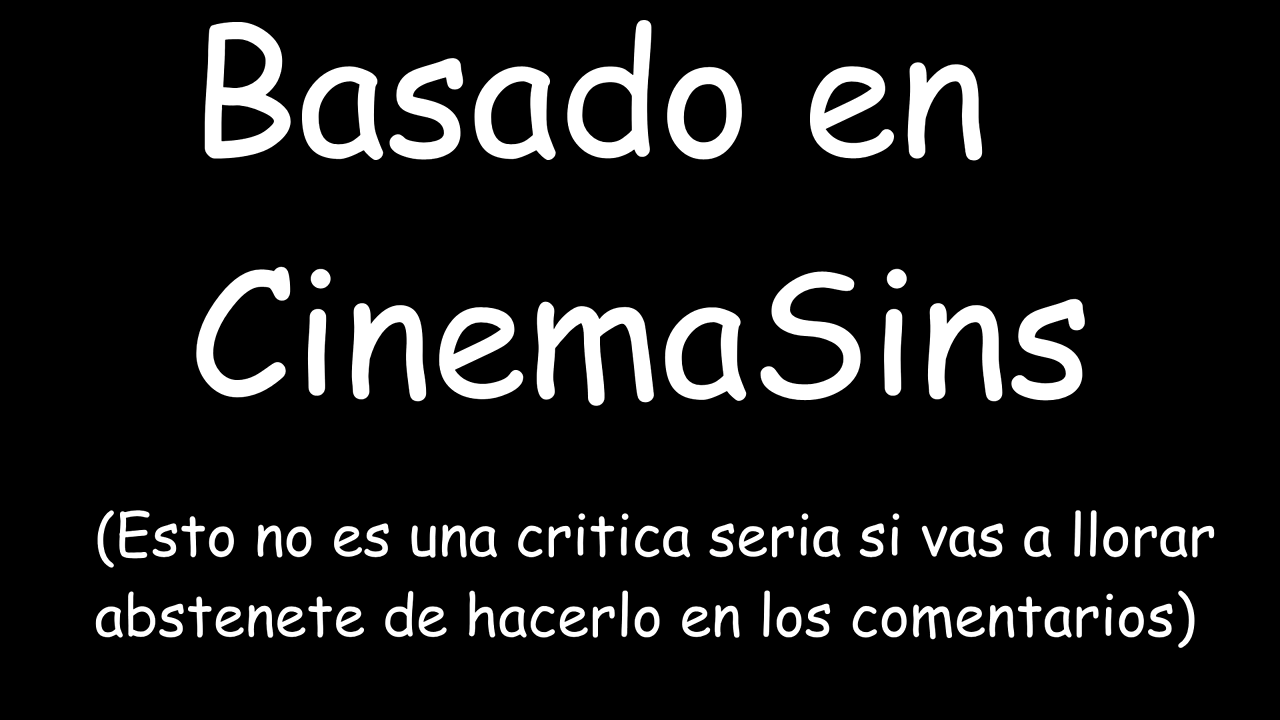 Basado en
CinemaSins
(Esto no es una critica seria si vas a llorar
abstenete de hacerlo en los comentarios)